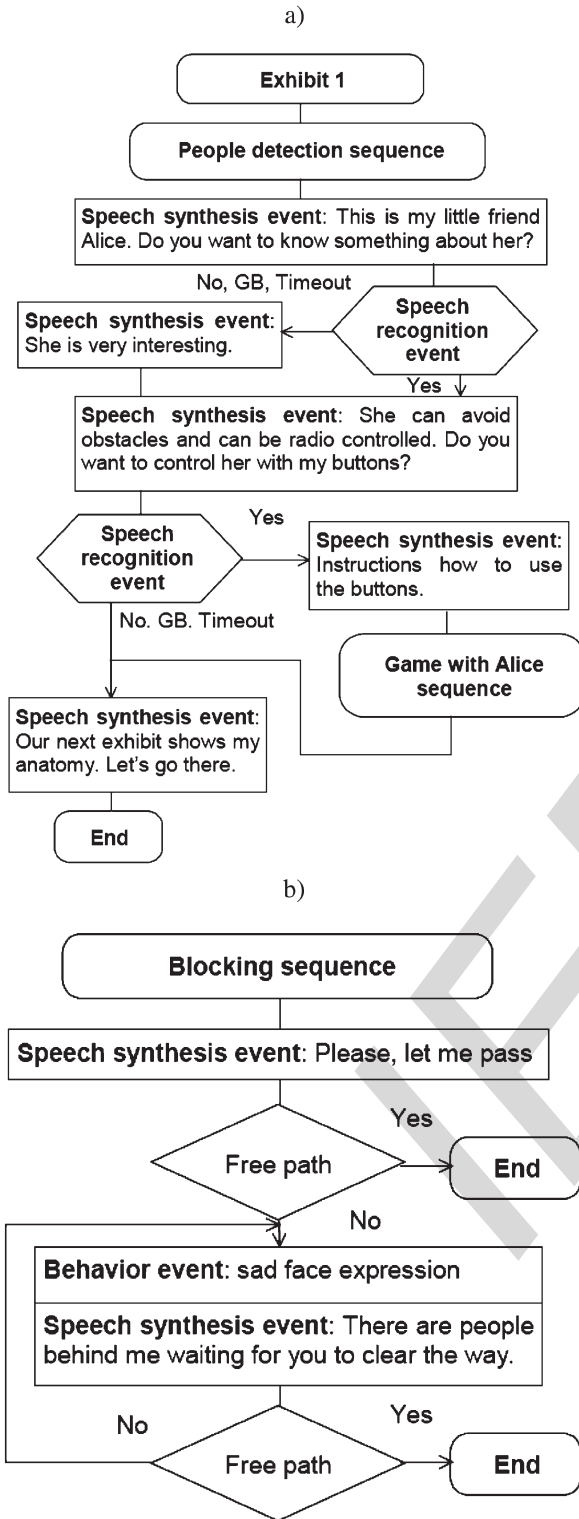 a)
Exhibit 1
People detection sequence
Speech synthesis event: This is my little friend
Alice. Do you want to know something about her?
No, GB, Timeout
Speech
recognition
event
Speech synthesis event:
She is very interesting.
Yes
Speech synthesis event: She can avoid
obstacles and can be radio controlled. Do you
want to control her with my buttons?
Speech
recognition
event
Yes
Speech synthesis event:
Instructions how to use
the buttons.
No. GB. Timeout
Game with Alice
sequence
Speech synthesis event:
Our next exhibit shows my
anatomy. Let's go there.
End
b)
Blocking sequence
Speech synthesis event: Please, let me pass
Free path
Yes
End
No
Behavior event: sad face expression
Speech synthesis event: There are people
behind me waiting for you to clear the way.
No
Free path
Yes
End